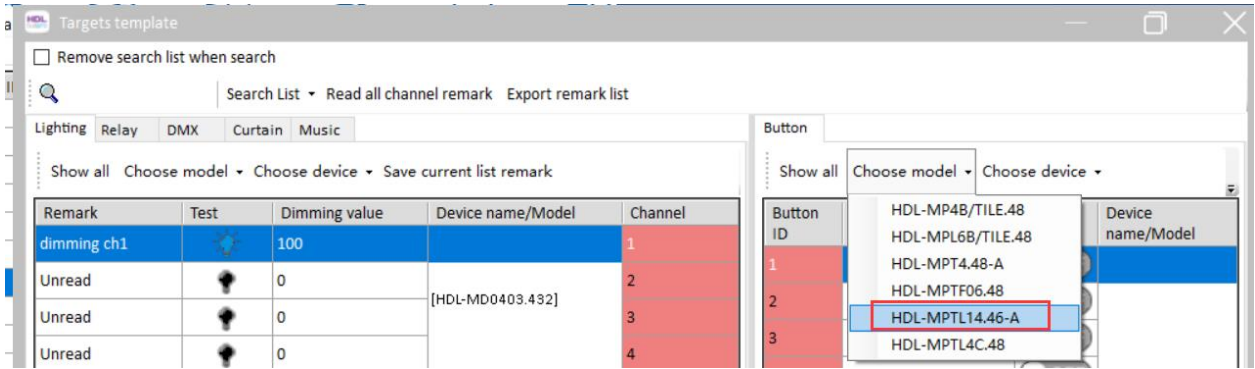 HDL Targets template
Remove search list when search
Search List Read all channel remark Export remark list
Lighting Relay DMX Curtain Music
Show all Choose model Choose device Save current list remark
Remark Test Dimming value Device name/Model Channel
dimming ch1 100 1
Unread 0 2
[HDL-MD0403.432]
Unread 0 3
Unread 0 4
Button
Show all Choose model Choose device
Button ID
Device name/Model
1
2
3
HDL-MP4B/TILE.48
HDL-MPL6B/TILE.48
HDL-MPT4.48-A
HDL-MPTF06.48
HDL-MPTL14.46-A
HDL-MPTL4C.48